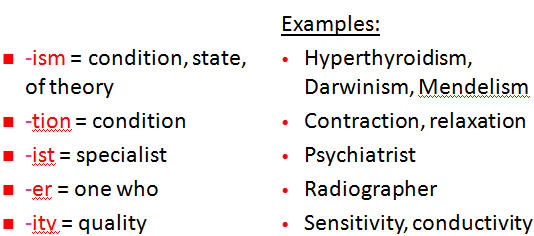 Examples:
-ism = condition, state, of theory
• Hyperthyroidism, Darwinism, Mendelism
-tion = condition
• Contraction, relaxation
-ist = specialist
• Psychiatrist
-er = one who
• Radiographer
-ity = quality
• Sensitivity, conductivity